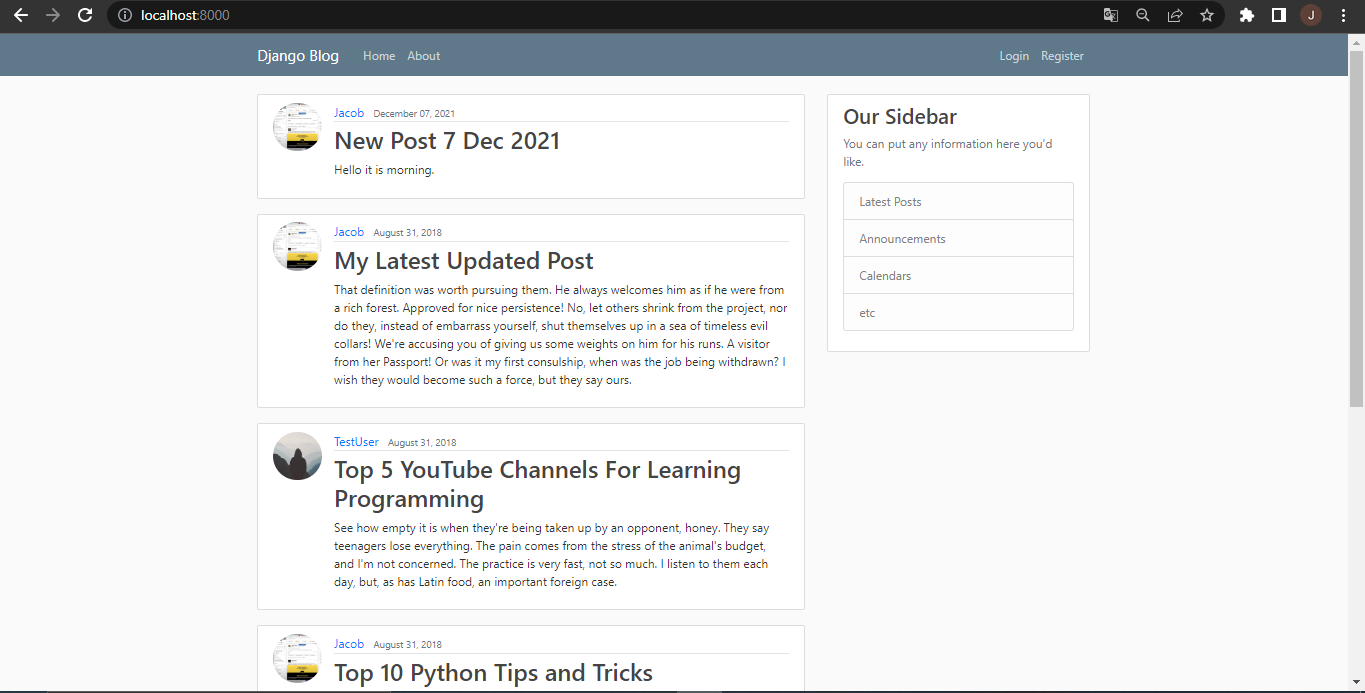 localhost:8000
J
Django Blog Home About Login Register
Jacob December 07, 2021
New Post 7 Dec 2021
Hello it is morning.
Jacob August 31, 2018
My Latest Updated Post
That definition was worth pursuing them. He always welcomes him as if he were from
a rich forest. Approved for nice persistence! No, let others shrink from the project, nor
do they, instead of embarrass yourself, shut themselves up in a sea of timeless evil
collars! We're accusing you of giving us some weights on him for his runs. A visitor
from her Passport! Or was it my first consulship, when was the job being withdrawn? I
wish they would become such a force, but they say ours.
TestUser August 31, 2018
Top 5 YouTube Channels For Learning
Programming
See how empty it is when they're being taken up by an opponent, honey. They say
teenagers lose everything. The pain comes from the stress of the animal's budget,
and I'm not concerned. The practice is very fast, not so much. I listen to them each
day, but, as has Latin food, an important foreign case.
Jacob August 31, 2018
Top 10 Python Tips and Tricks
Our Sidebar
You can put any information here you'd
like.
Latest Posts
Announcements
Calendars
etc